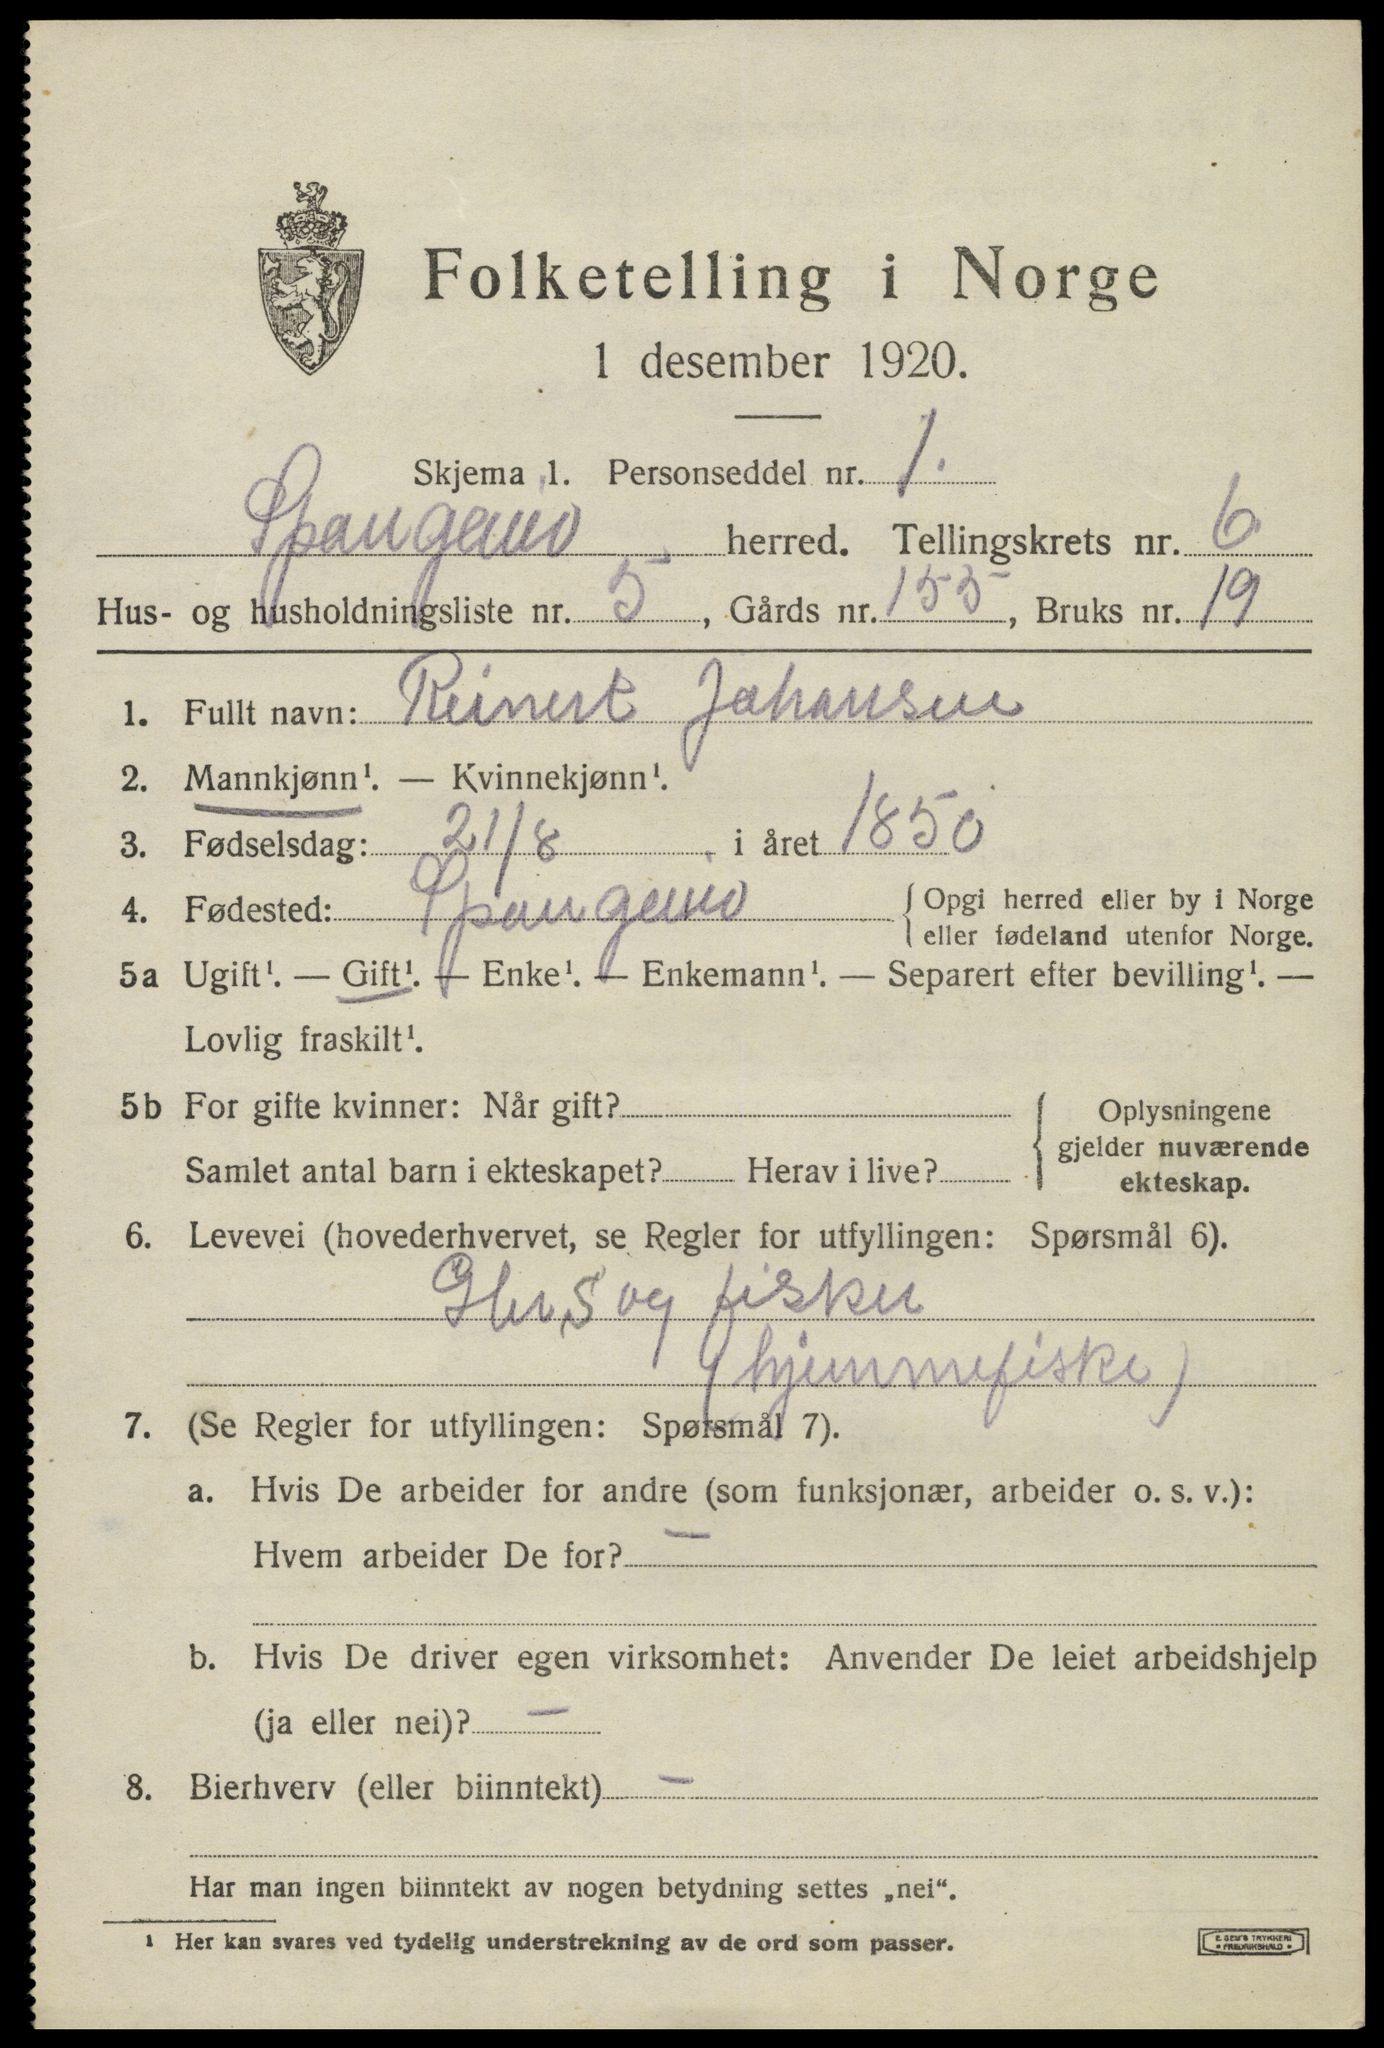 Folketelling i Norge
1 desember 1920.
Skjema 1. Personseddel nr. 1.
Spangereid herred. Tellingskrets nr. 6
Hus- og husholdningsliste nr. 5, Gårds nr. 155, Bruks nr. 19
1. Fullt navn: Reinert Johansen
2. Mannkjønn¹. — Kvinnekjønn¹.
3. Fødselsdag: 21/8 i året 1850
4. Fødested: Spangereid { Opgi herred eller by i Norge
eller fødeland utenfor Norge.
5a Ugift¹. — Gift¹. — Enke¹. — Enkemann¹. — Separert efter bevilling¹. —
Lovlig fraskilt¹.
5b For gifte kvinner: Når gift?
Samlet antal barn i ekteskapet? Herav i live?
{ Oplysningene
gjelder nuværende
ekteskap.
6. Levevei (hovederhvervet, se Regler for utfyllingen: Spørsmål 6).
Gbr, S og fisker
(hjemmefiske)
7. (Se Regler for utfyllingen: Spørsmål 7).
a. Hvis De arbeider for andre (som funksjonær, arbeider o. s. v.):
Hvem arbeider De for? —
b. Hvis De driver egen virksomhet: Anvender De leiet arbeidshjelp
(ja eller nei)? —
8. Bierhverv (eller biinntekt) —
Har man ingen biinntekt av nogen betydning settes „nei“.
¹ Her kan svares ved tydelig understrekning av de ord som passer.
E. SEM'S TRYKKERI
• FREDRIKSHALD •